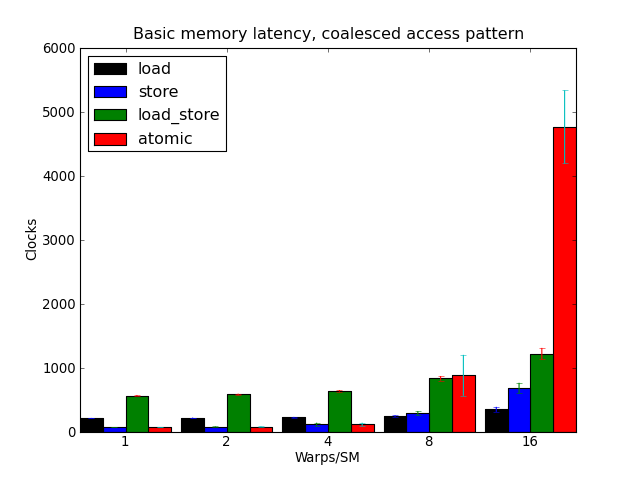 Basic memory latency, coalesced access pattern
6000
5000
4000
3000
2000
1000
0
Clocks
load
store
load_store
atomic
1 2 4 8 16
Warps/SM